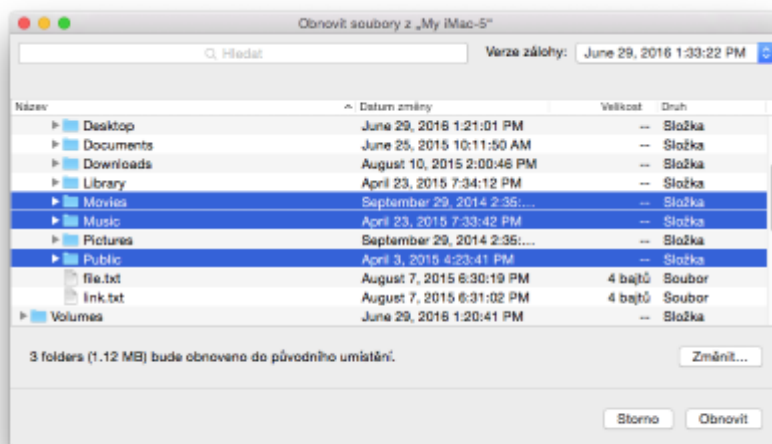 Obnovit soubory z „My iMac-5“
Hledat Verze zálohy: June 29, 2016 1:33:22 PM
Název Datum změny Velikost Druh
Desktop June 29, 2016 1:21:01 PM -- Složka
Documents June 25, 2015 10:11:50 AM -- Složka
Downloads August 10, 2015 2:00:46 PM -- Složka
Library April 23, 2015 7:34:12 PM -- Složka
Movies September 29, 2014 2:35:... -- Složka
Music April 23, 2015 7:33:42 PM -- Složka
Pictures September 29, 2014 2:35:... -- Složka
Public April 3, 2015 4:23:41 PM -- Složka
file.txt August 7, 2015 6:30:19 PM 4 bajtů Soubor
link.txt August 7, 2015 6:31:02 PM 4 bajtů Soubor
Volumes June 29, 2016 1:20:41 PM -- Složka
3 folders (1.12 MB) bude obnoveno do původního umístění. Změnit...
Storno Obnovit